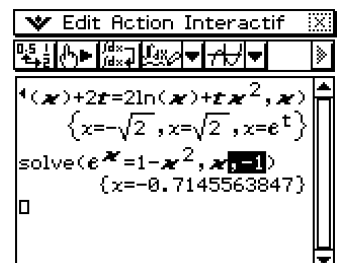 Edit Action Interactif
(x)+2t=2ln(x)+tx²,x)
{x=-√2,x=√2,x=e^t}
solve(e^x=1-x²,x,-1)
{x=-0.7145563847}